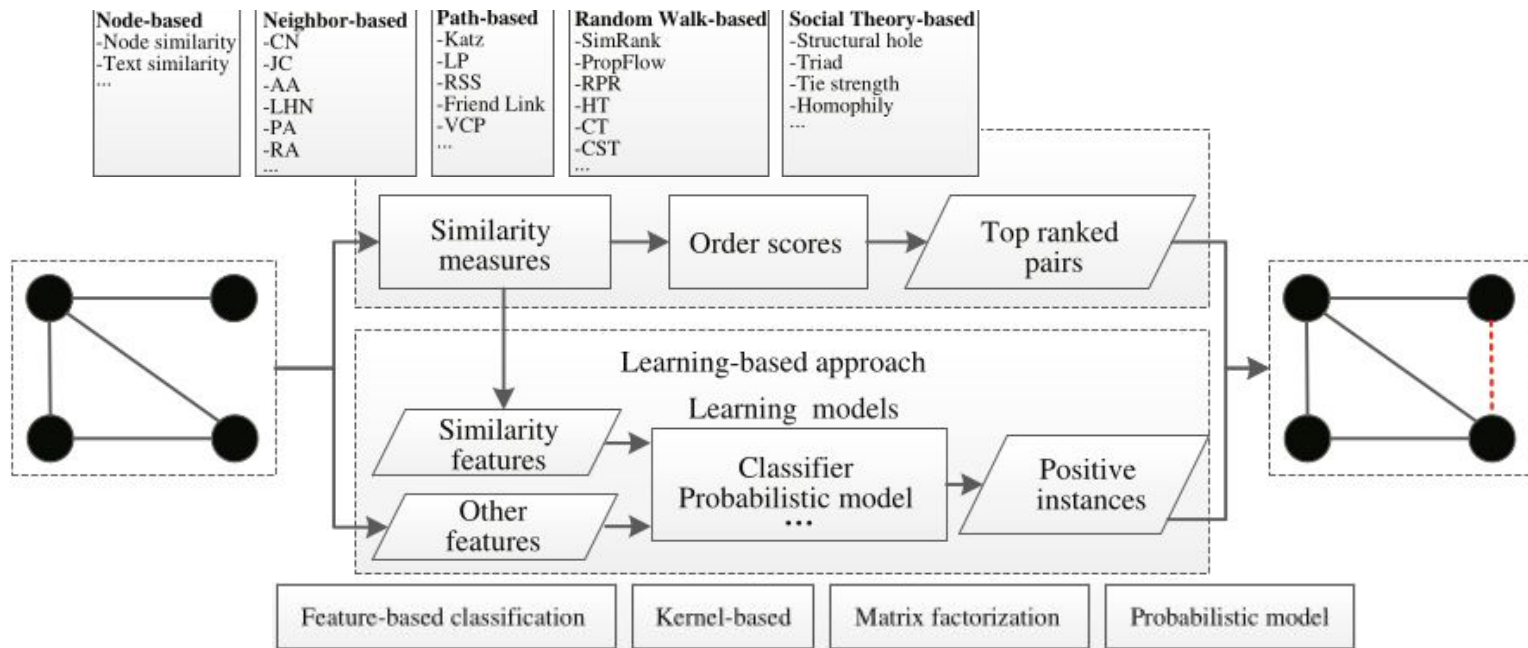 Node-based
-Node similarity
-Text similarity
...
Neighbor-based
-CN
-JC
-AA
-LHN
-PA
-RA
...
Path-based
-Katz
-LP
-RSS
-Friend Link
-VCP
...
Random Walk-based
-SimRank
-PropFlow
-RPR
-HT
-CT
-CST
...
Social Theory-based
-Structural hole
-Triad
-Tie strength
-Homophily
...
Similarity
measures
Order scores
Top ranked
pairs
Learning-based approach
Learning models
Similarity
features
Other
features
Classifier
Probabilistic model
...
Positive
instances
Feature-based classification
Kernel-based
Matrix factorization
Probabilistic model